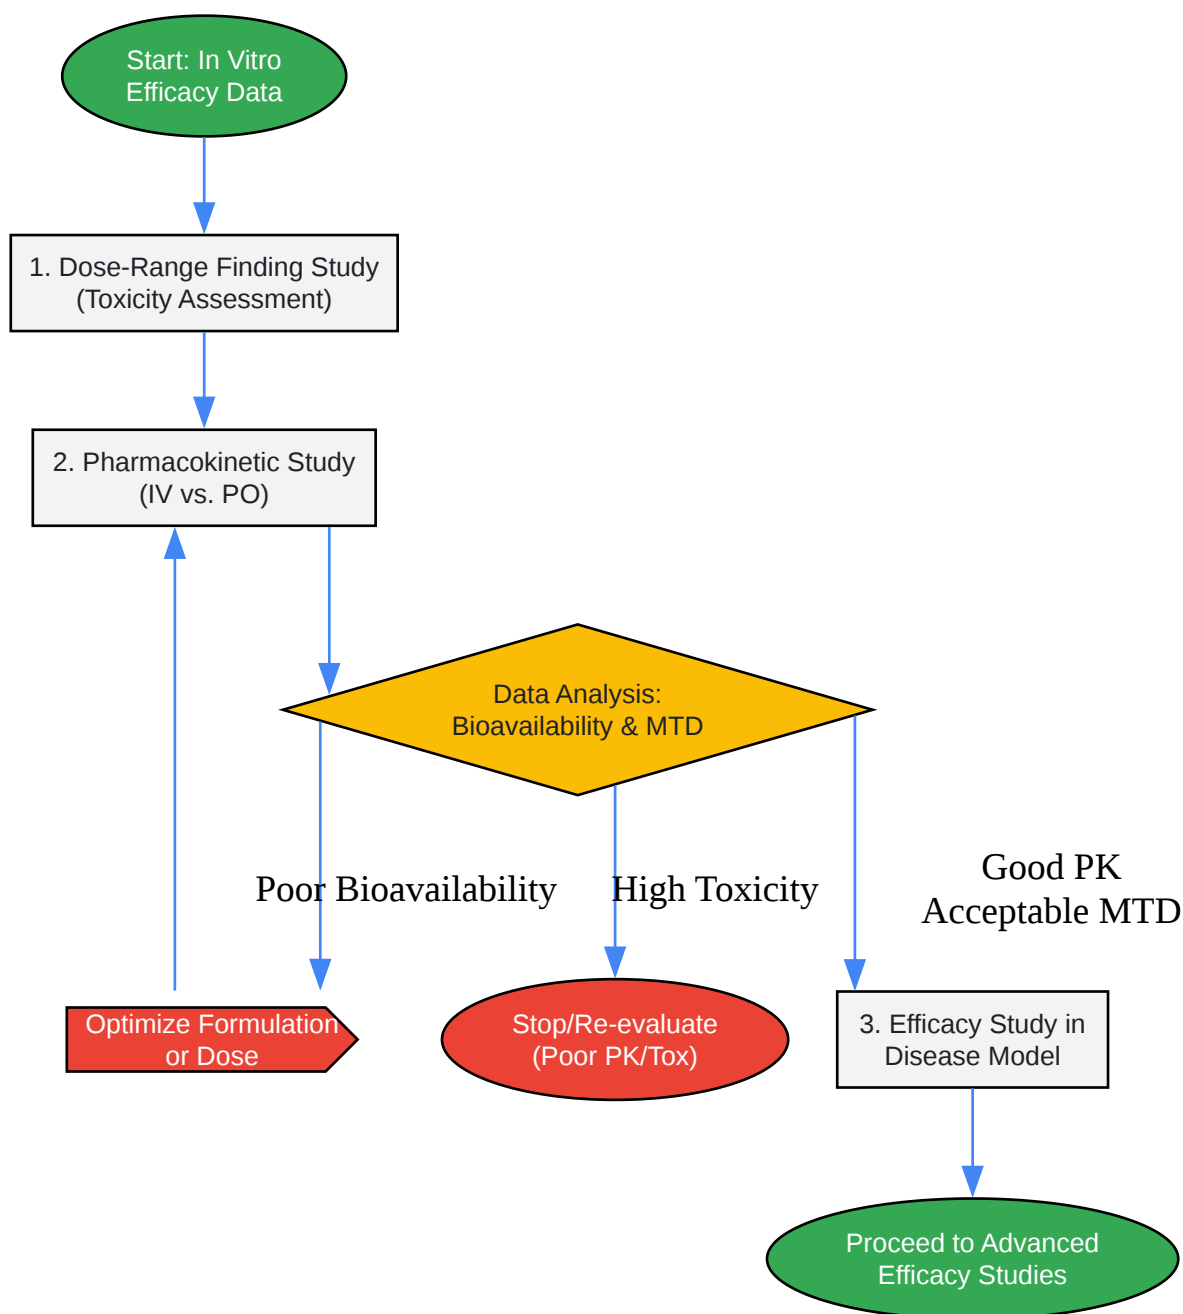 Start: In Vitro
Efficacy Data
1. Dose-Range Finding Study
(Toxicity Assessment)
2. Pharmacokinetic Study
(IV vs. PO)
Data Analysis:
Bioavailability & MTD
Poor Bioavailability
High Toxicity
Good PK
Acceptable MTD
Optimize Formulation
or Dose
Stop/Re-evaluate
(Poor PK/Tox)
3. Efficacy Study in
Disease Model
Proceed to Advanced
Efficacy Studies